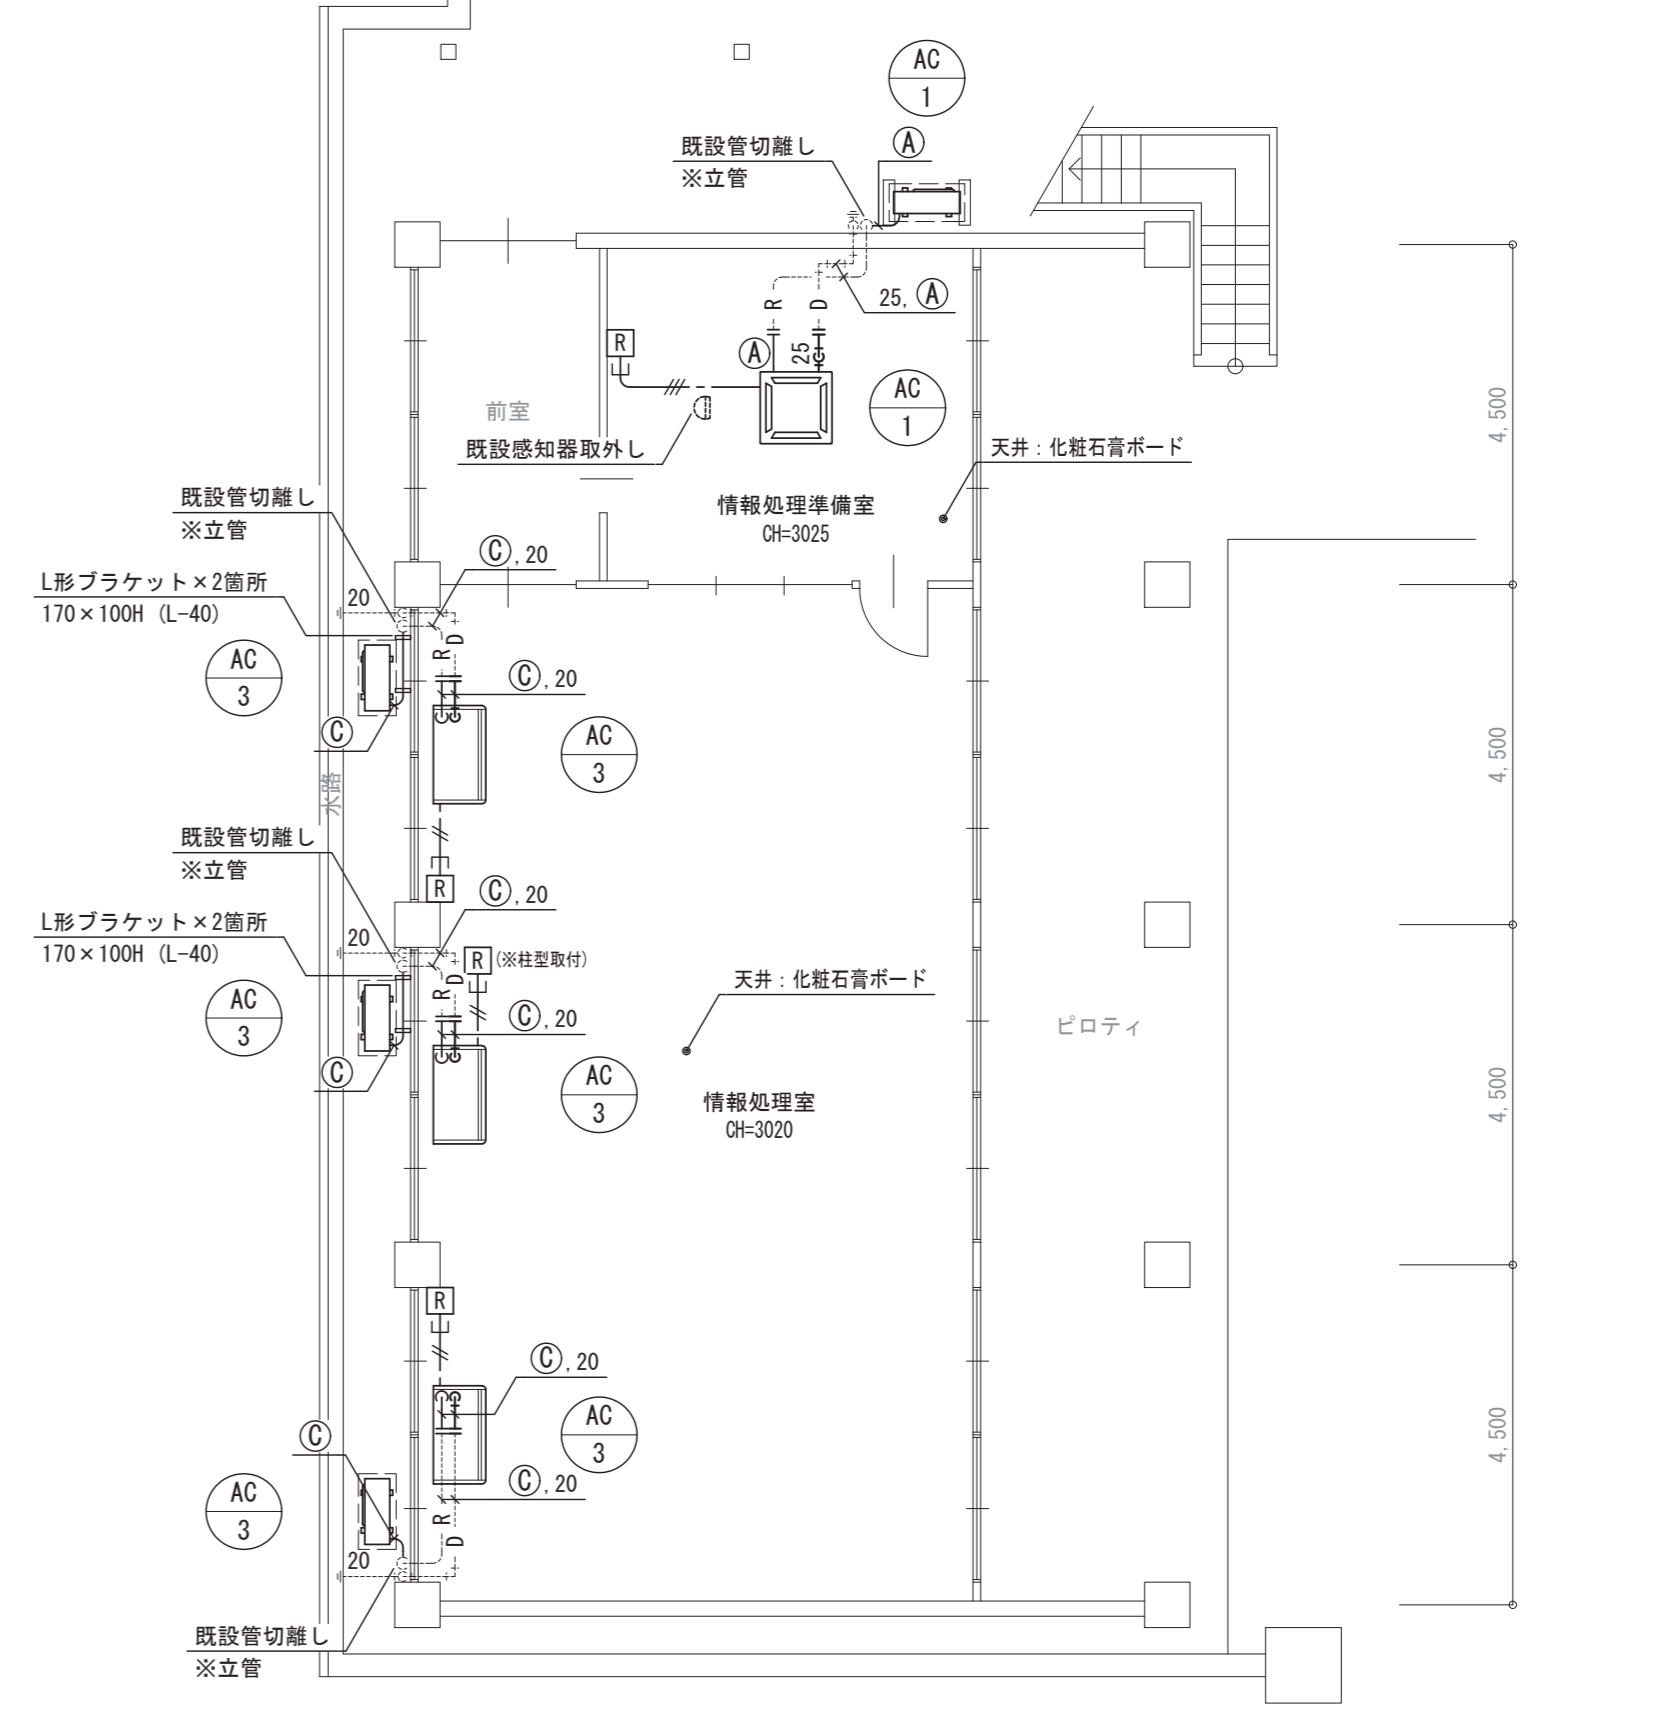 AC
1
既設管切離し
※立管
A
25, A
R
D
R
A
25
AC
1
前室
既設感知器取外し
天井：化粧石膏ボード
4,500
情報処理準備室
CH=3025
既設管切離し
※立管
C, 20
L形ブラケット×2箇所
170×100H (L-40)
20
D
R
AC
3
C, 20
C
AC
3
4,500
水路
既設管切離し
※立管
R
C, 20
L形ブラケット×2箇所
170×100H (L-40)
20
R
(※柱型取付)
D
R
天井：化粧石膏ボード
AC
3
C, 20
ピロティ
C
AC
3
情報処理室
CH=3020
4,500
R
C, 20
C
AC
3
4,500
C, 20
AC
3
R
D
20
既設管切離し
※立管